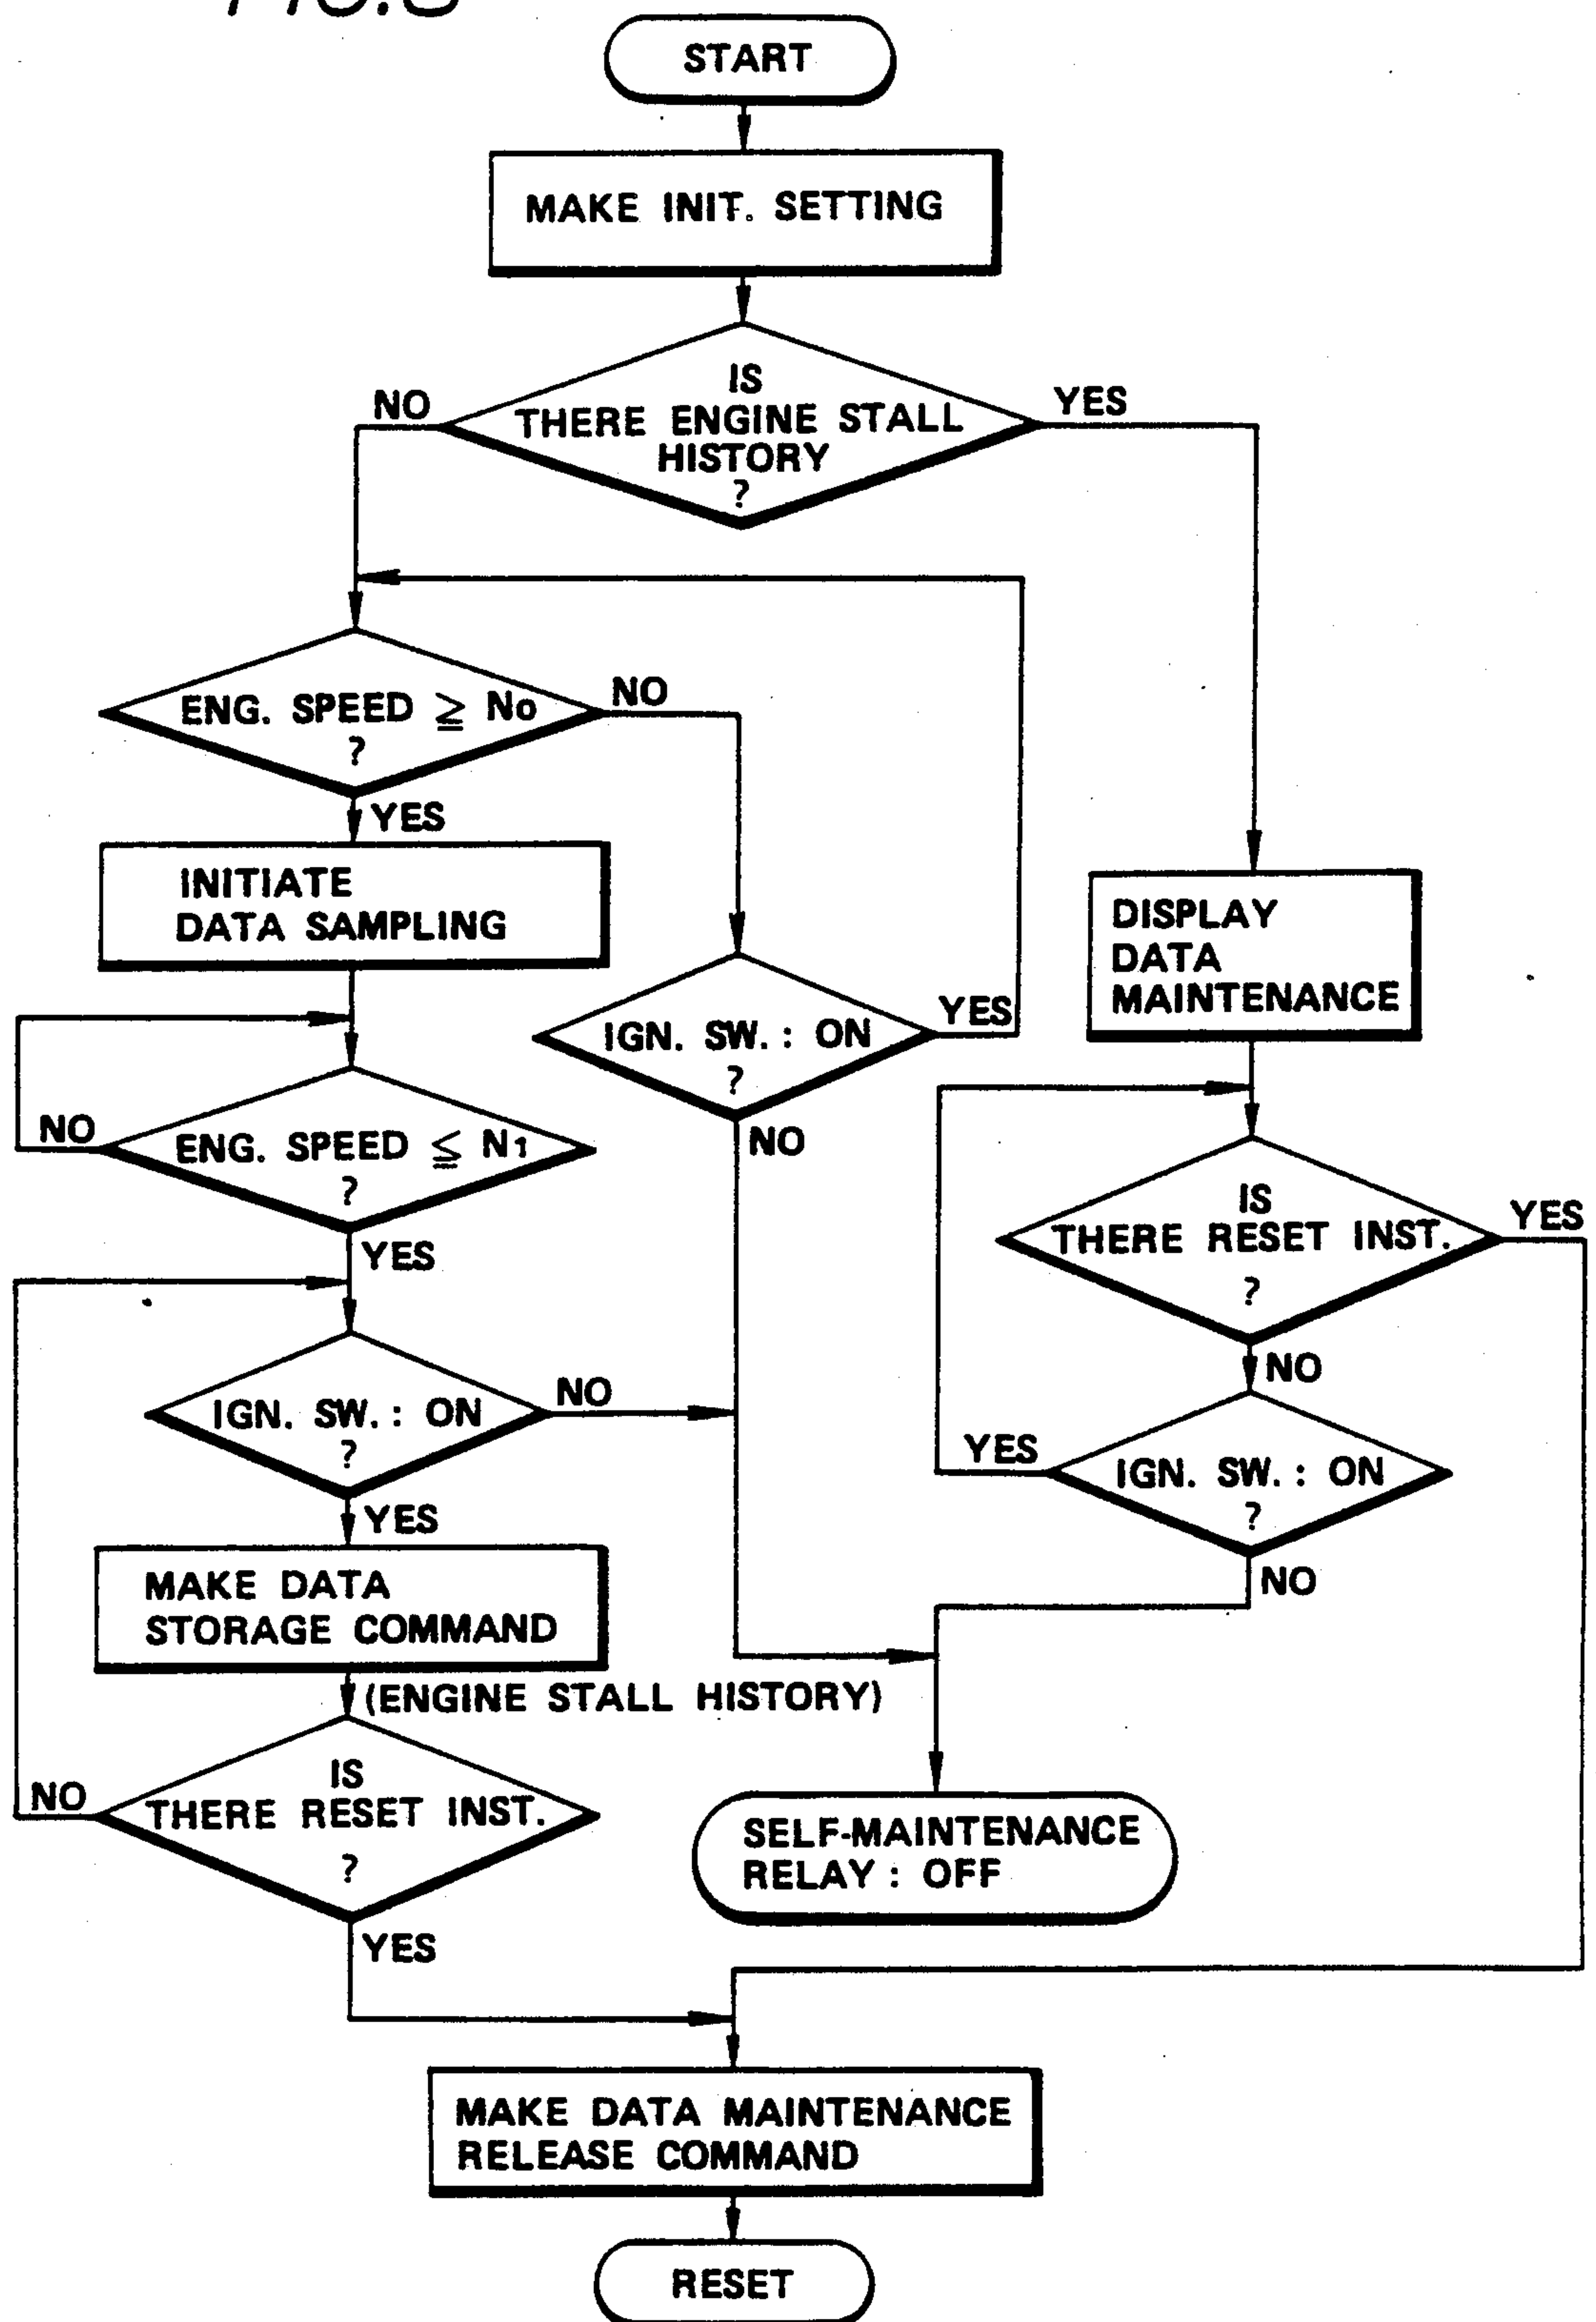 START
MAKE INIT. SETTING
IS
THERE ENGINE STALL
HISTORY
?
NO
YES
ENG. SPEED ≧ No
?
NO
YES
INITIATE
DATA SAMPLING
IGN. SW. : ON
?
YES
NO
DISPLAY
DATA
MAINTENANCE
ENG. SPEED ≦ N1
?
NO
YES
IS
THERE RESET INST.
?
YES
NO
IGN. SW. : ON
?
NO
YES
IGN. SW. : ON
?
YES
NO
MAKE DATA
STORAGE COMMAND
(ENGINE STALL HISTORY)
IS
THERE RESET INST.
?
NO
YES
SELF-MAINTENANCE
RELAY : OFF
MAKE DATA MAINTENANCE
RELEASE COMMAND
RESET